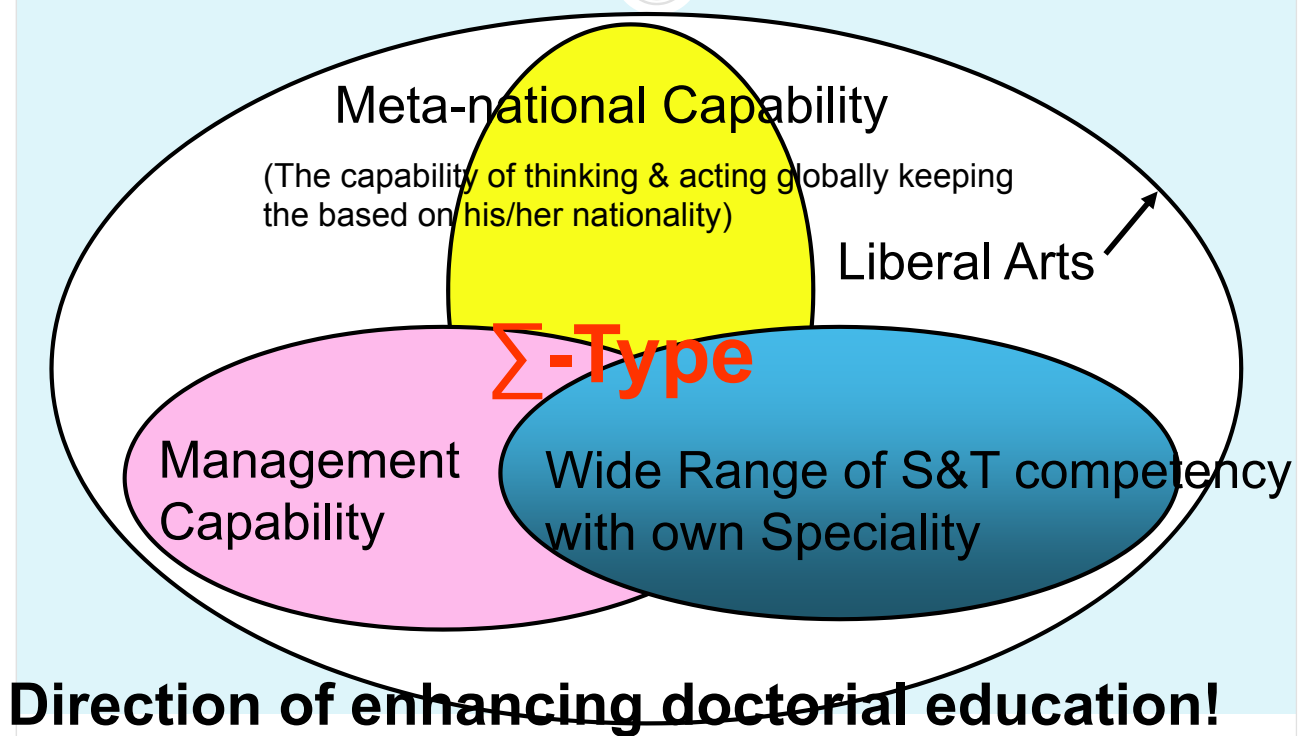 Meta-national Capability
(The capability of thinking & acting globally keeping
the based on his/her nationality)
Liberal Arts
∑-Type
Management
Capability
Wide Range of S&T competency
with own Speciality
Direction of enhancing doctorial education!